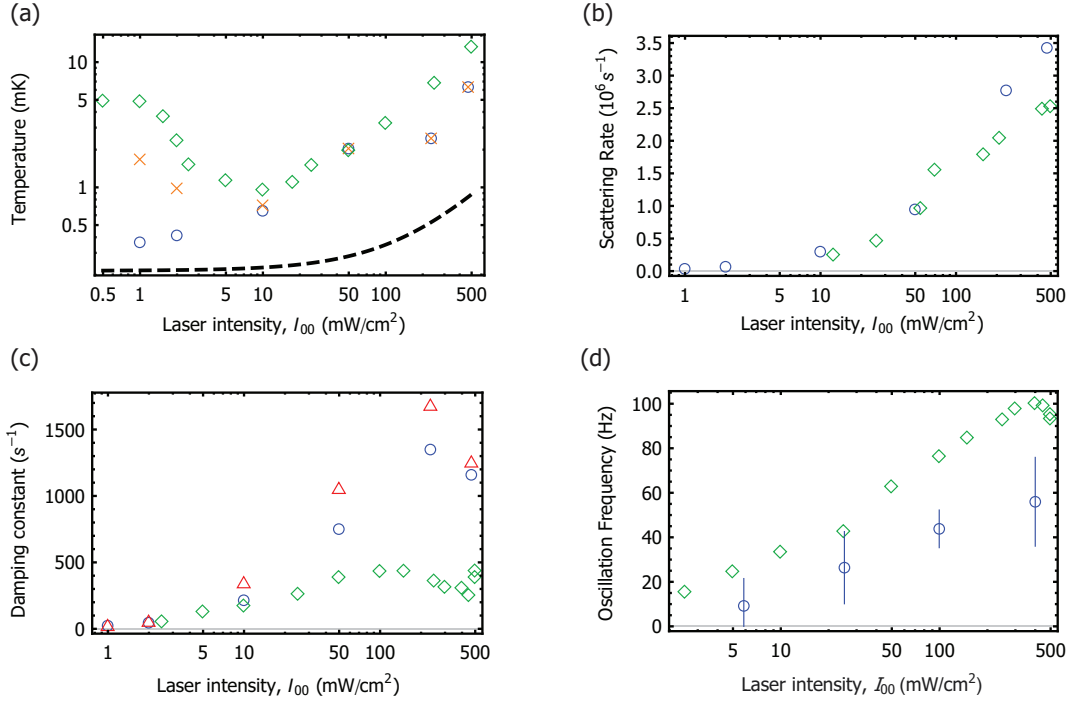 (a)
Temperature (mK)
10
5
1
0.5
0.5 1 5 10 50 100 500
Laser intensity, I₀₀ (mW/cm²)
(b)
Scattering Rate (10⁶ s⁻¹)
3.5
3.0
2.5
2.0
1.5
1.0
0.5
0.0
1 5 10 50 100 500
Laser intensity, I₀₀ (mW/cm²)
(c)
Damping constant (s⁻¹)
1500
1000
500
0
1 5 10 50 100 500
Laser intensity, I₀₀ (mW/cm²)
(d)
Oscillation Frequency (Hz)
100
80
60
40
20
0
5 10 50 100 500
Laser intensity, I₀₀ (mW/cm²)